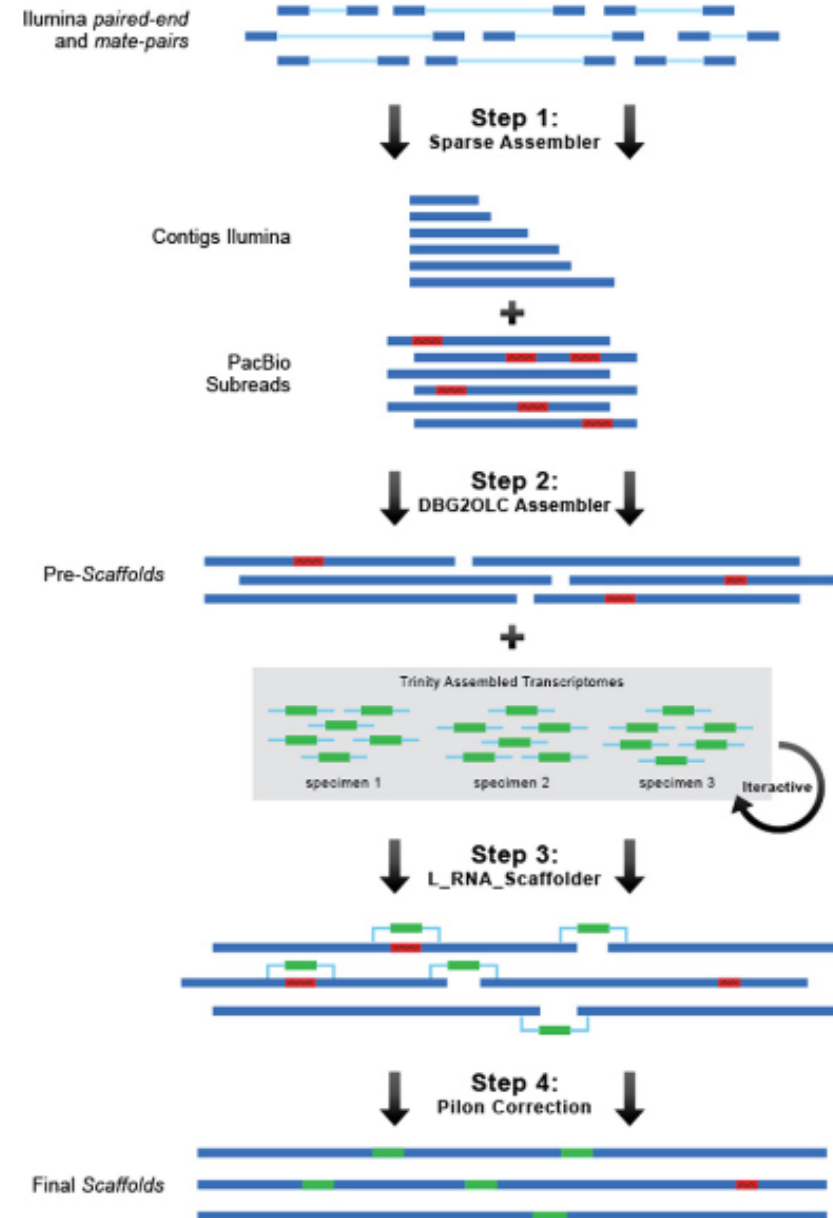 Ilumina paired-end
and mate-pairs
Step 1:
Sparse Assembler
Contigs Ilumina
PacBio
Subreads
Step 2:
DBG2OLC Assembler
Pre-Scaffolds
Trinity Assembled Transcriptomes
specimen 1
specimen 2
specimen 3
Iteractive
Step 3:
L_RNA_Scaffolder
Step 4:
Pilon Correction
Final Scaffolds